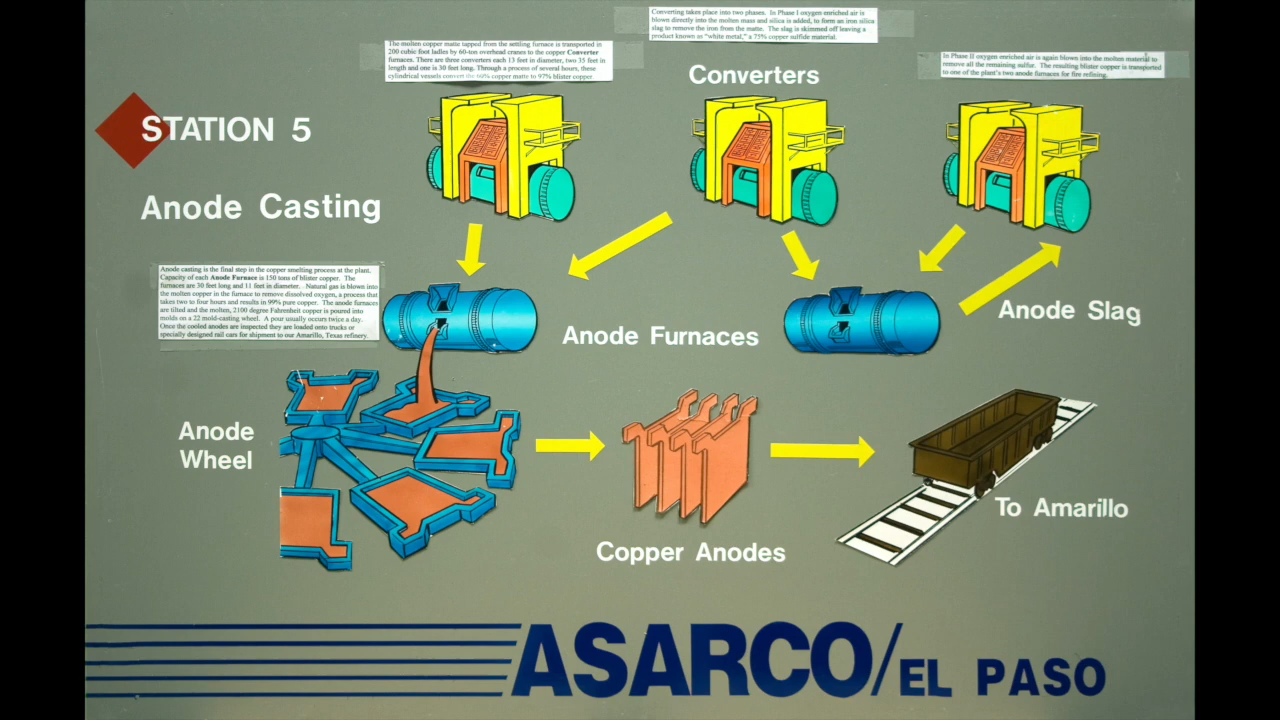 Converting takes place into two phases. In Phase I oxygen enriched air is
blown directly into the molten mass and silica is added, to form an iron silica
slag to remove the iron from the matte. The slag is skimmed off leaving a
product known as "white metal," a 75% copper sulfide material.
The molten copper matte tapped from the settling furnace is transported in
200 cubic foot ladles by 60-ton overhead cranes to the copper Converter
furnaces. There are three converters each 13 feet in diameter, two 35 feet in
length and one is 30 feet long. Through a process of several hours, these
cylindrical vessels convert the 60% copper matte to 97% blister copper.
In Phase II oxygen enriched air is again blown into the molten material to
remove all the remaining sulfur. The resulting blister copper is transported
to one of the plant's two anode furnaces for fire refining.
Converters
STATION 5
Anode Casting
Anode casting is the final step in the copper smelting process at the plant.
Capacity of each Anode Furnace is 150 tons of blister copper. The
furnaces are 30 feet long and 11 feet in diameter. Natural gas is blown into
the molten copper in the furnace to remove dissolved oxygen, a process that
takes two to four hours and results in 99% pure copper. The anode furnaces
are tilted and the molten, 2100 degree Fahrenheit copper is poured into
molds on a 22 mold-casting wheel. A pour usually occurs twice a day.
Once the cooled anodes are inspected they are loaded onto trucks or
specially designed rail cars for shipment to our Amarillo, Texas refinery.
Anode Slag
Anode Furnaces
Anode
Wheel
To Amarillo
Copper Anodes
ASARCO/EL PASO